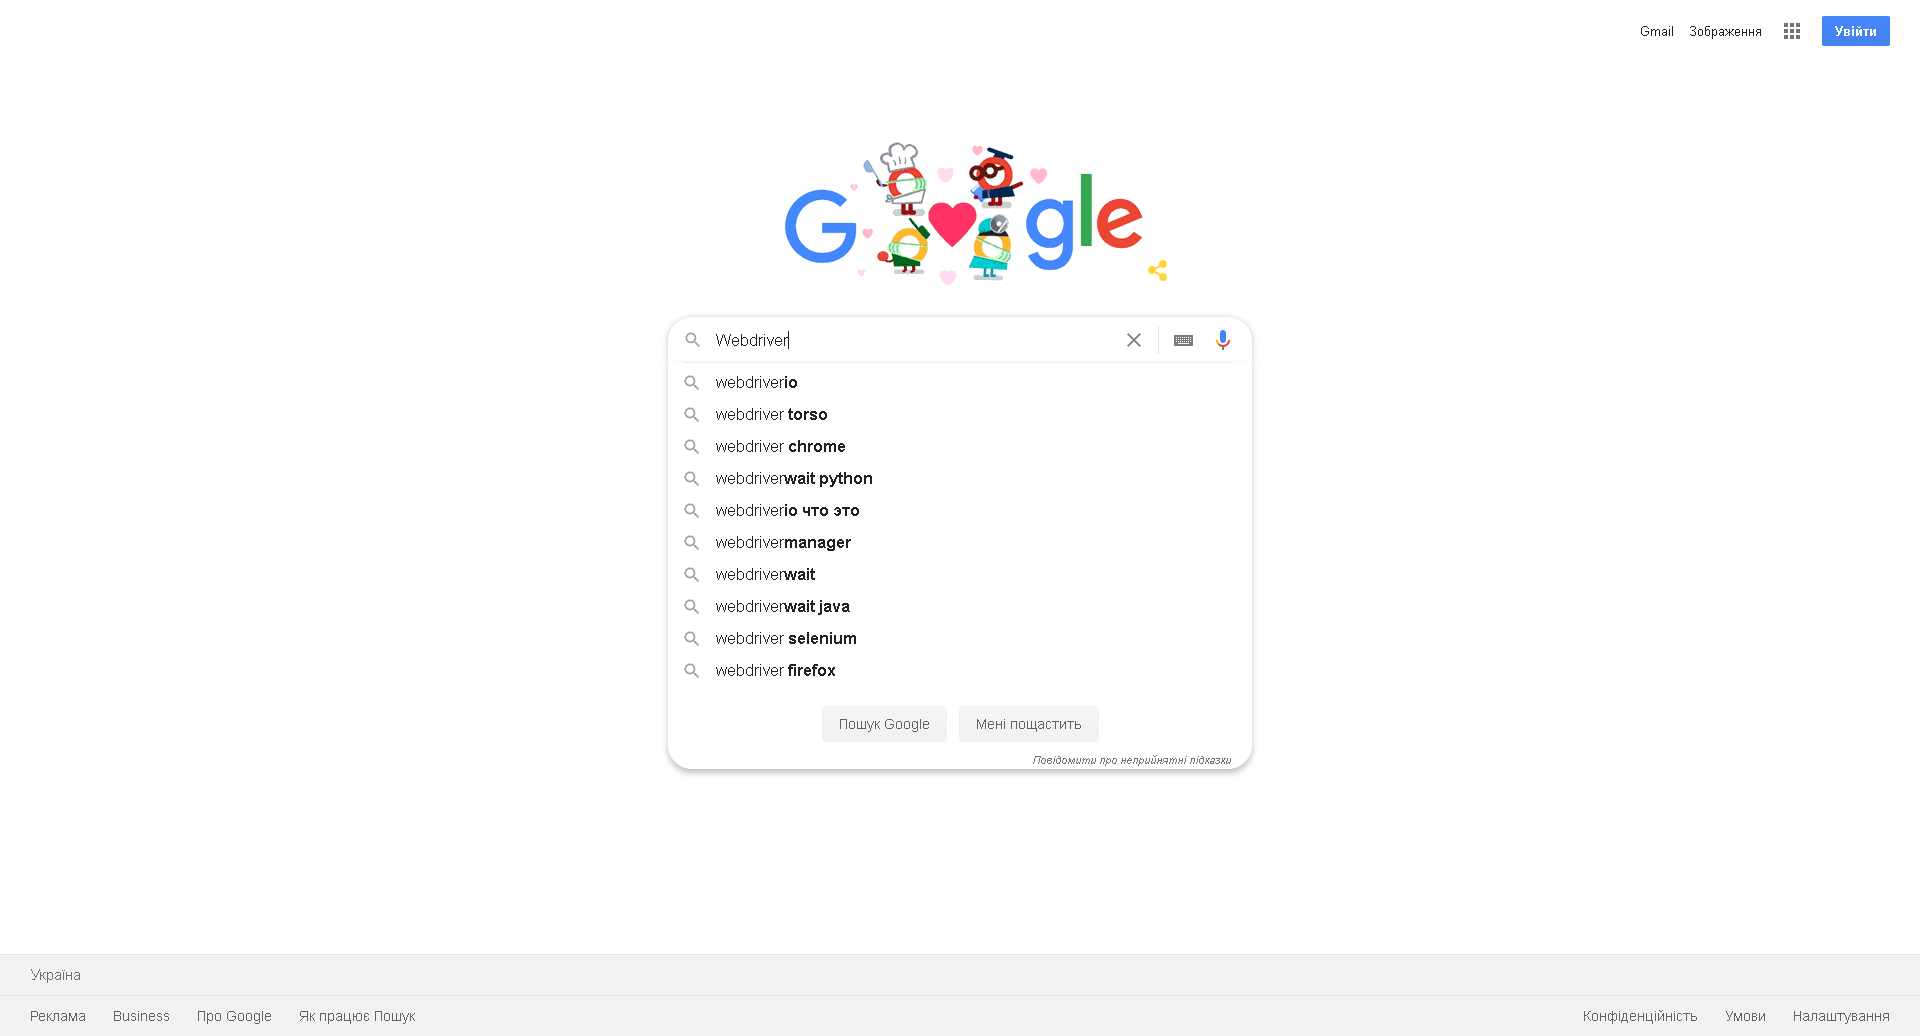 Gmail Зображення Увійти
Google
Webdriver
webdriverio
webdriver torso
webdriver chrome
webdriverwait python
webdriverio что это
webdrivermanager
webdriverwait
webdriverwait java
webdriver selenium
webdriver firefox
Пошук Google Мені пощастить
Повідомити про неприйнятні підказки
Україна
Реклама Business Про Google Як працює Пошук Конфіденційність Умови Налаштування